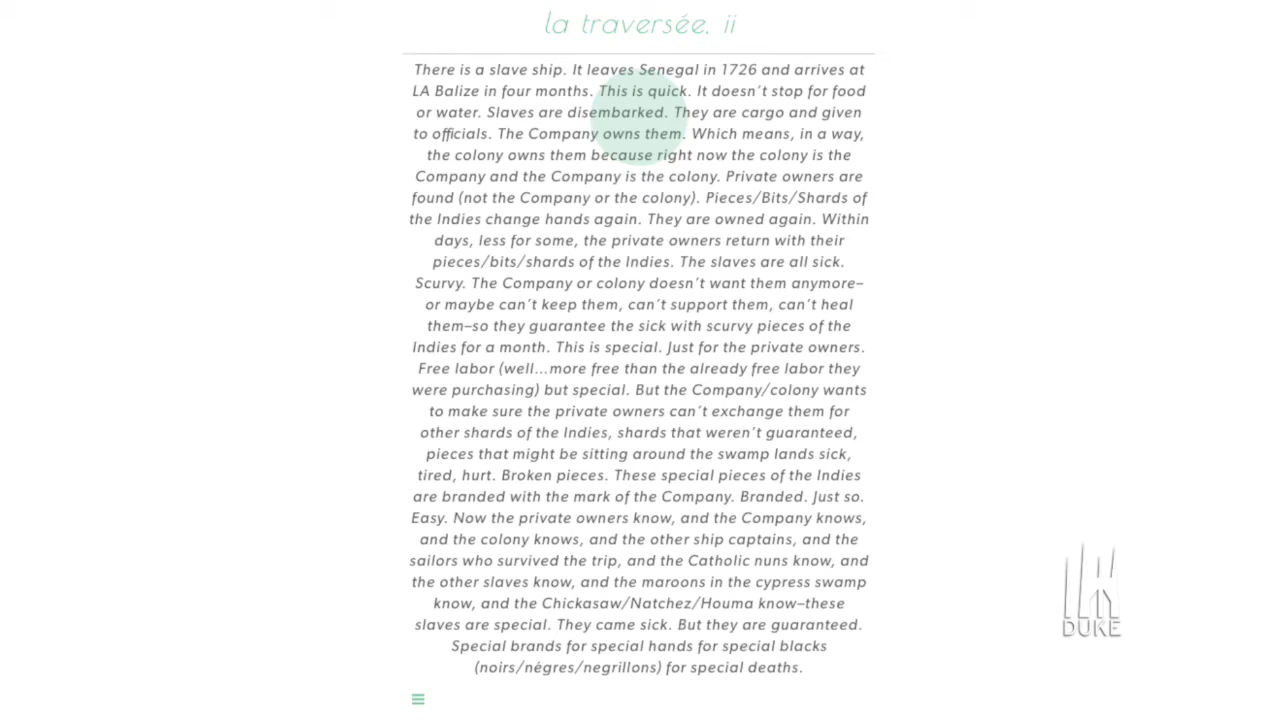 la traversée, ii
There is a slave ship. It leaves Senegal in 1726 and arrives at
LA Balize in four months. This is quick. It doesn't stop for food
or water. Slaves are disembarked. They are cargo and given
to officials. The Company owns them. Which means, in a way,
the colony owns them because right now the colony is the
Company and the Company is the colony. Private owners are
found (not the Company or the colony). Pieces/Bits/Shards of
the Indies change hands again. They are owned again. Within
days, less for some, the private owners return with their
pieces/bits/shards of the Indies. The slaves are all sick.
Scurvy. The Company or colony doesn't want them anymore–
or maybe can't keep them, can't support them, can't heal
them–so they guarantee the sick with scurvy pieces of the
Indies for a month. This is special. Just for the private owners.
Free labor (well...more free than the already free labor they
were purchasing) but special. But the Company/colony wants
to make sure the private owners can't exchange them for
other shards of the Indies, shards that weren't guaranteed,
pieces that might be sitting around the swamp lands sick,
tired, hurt. Broken pieces. These special pieces of the Indies
are branded with the mark of the Company. Branded. Just so.
Easy. Now the private owners know, and the Company knows,
and the colony knows, and the other ship captains, and the
sailors who survived the trip, and the Catholic nuns know, and
the other slaves know, and the maroons in the cypress swamp
know, and the Chickasaw/Natchez/Houma know–these
slaves are special. They came sick. But they are guaranteed.
Special brands for special hands for special blacks
(noirs/négres/negrillons) for special deaths.
DUKE